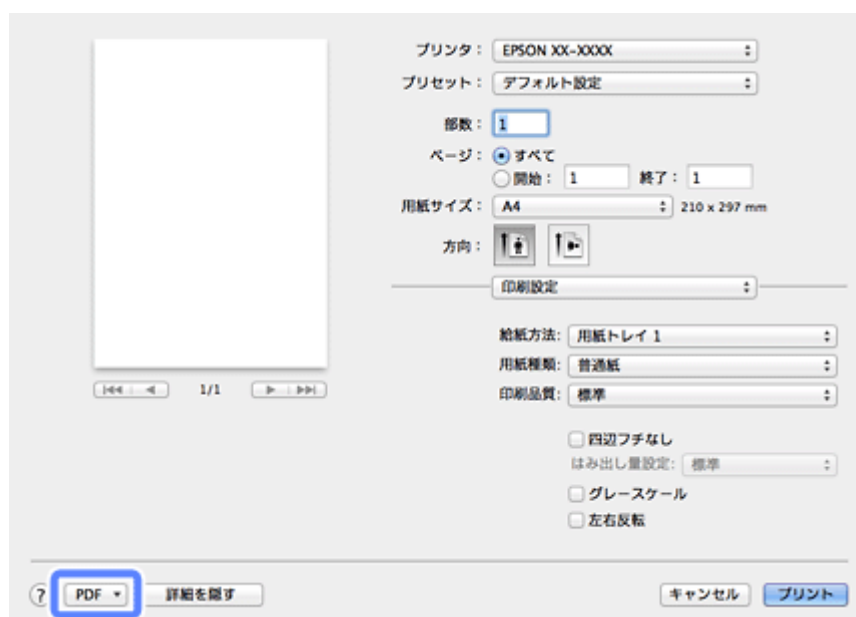 プリンタ： EPSON XX-XXXX
プリセット： デフォルト設定
部数： 1
ページ： すべて
開始： 1 終了： 1
用紙サイズ： A4 210 x 297 mm
方向：
印刷設定
給紙方法: 用紙トレイ 1
用紙種類: 普通紙
印刷品質: 標準
1/1
四辺フチなし
はみ出し量設定: 標準
グレースケール
左右反転
? PDF 詳細を隠す キャンセル プリント